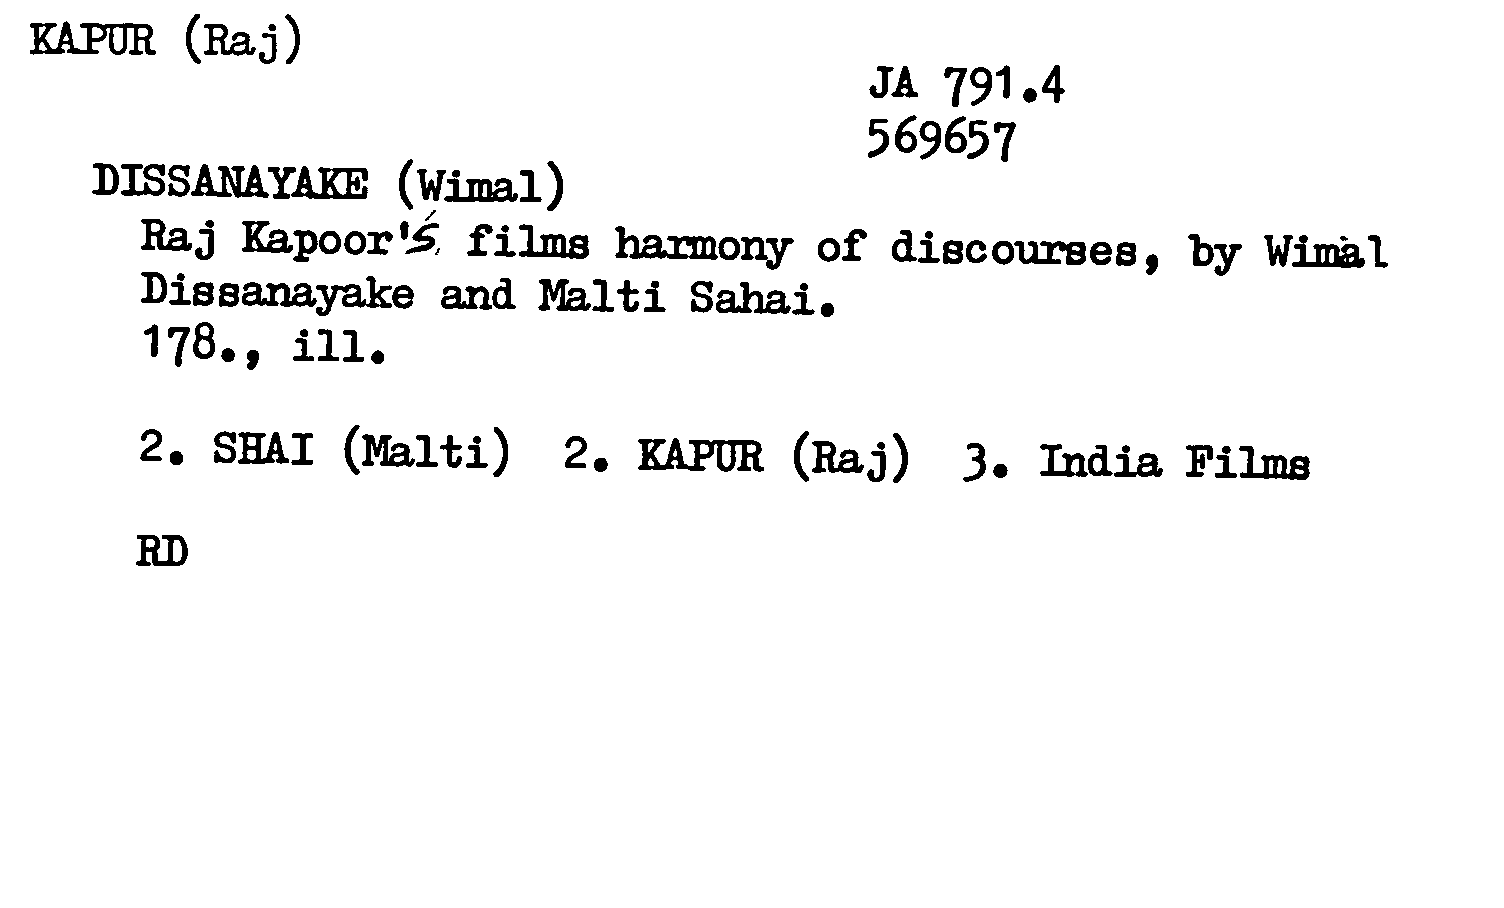 KAPUR (Raj)
JA 791.4
569657
DISSANAYAKE (Wimal)
Raj Kapoor's films harmony of discourses, by Wimal
Dissanayake and Malti Sahai.
178., ill.
2. SHAI (Malti) 2. KAPUR (Raj) 3. India Films
RD